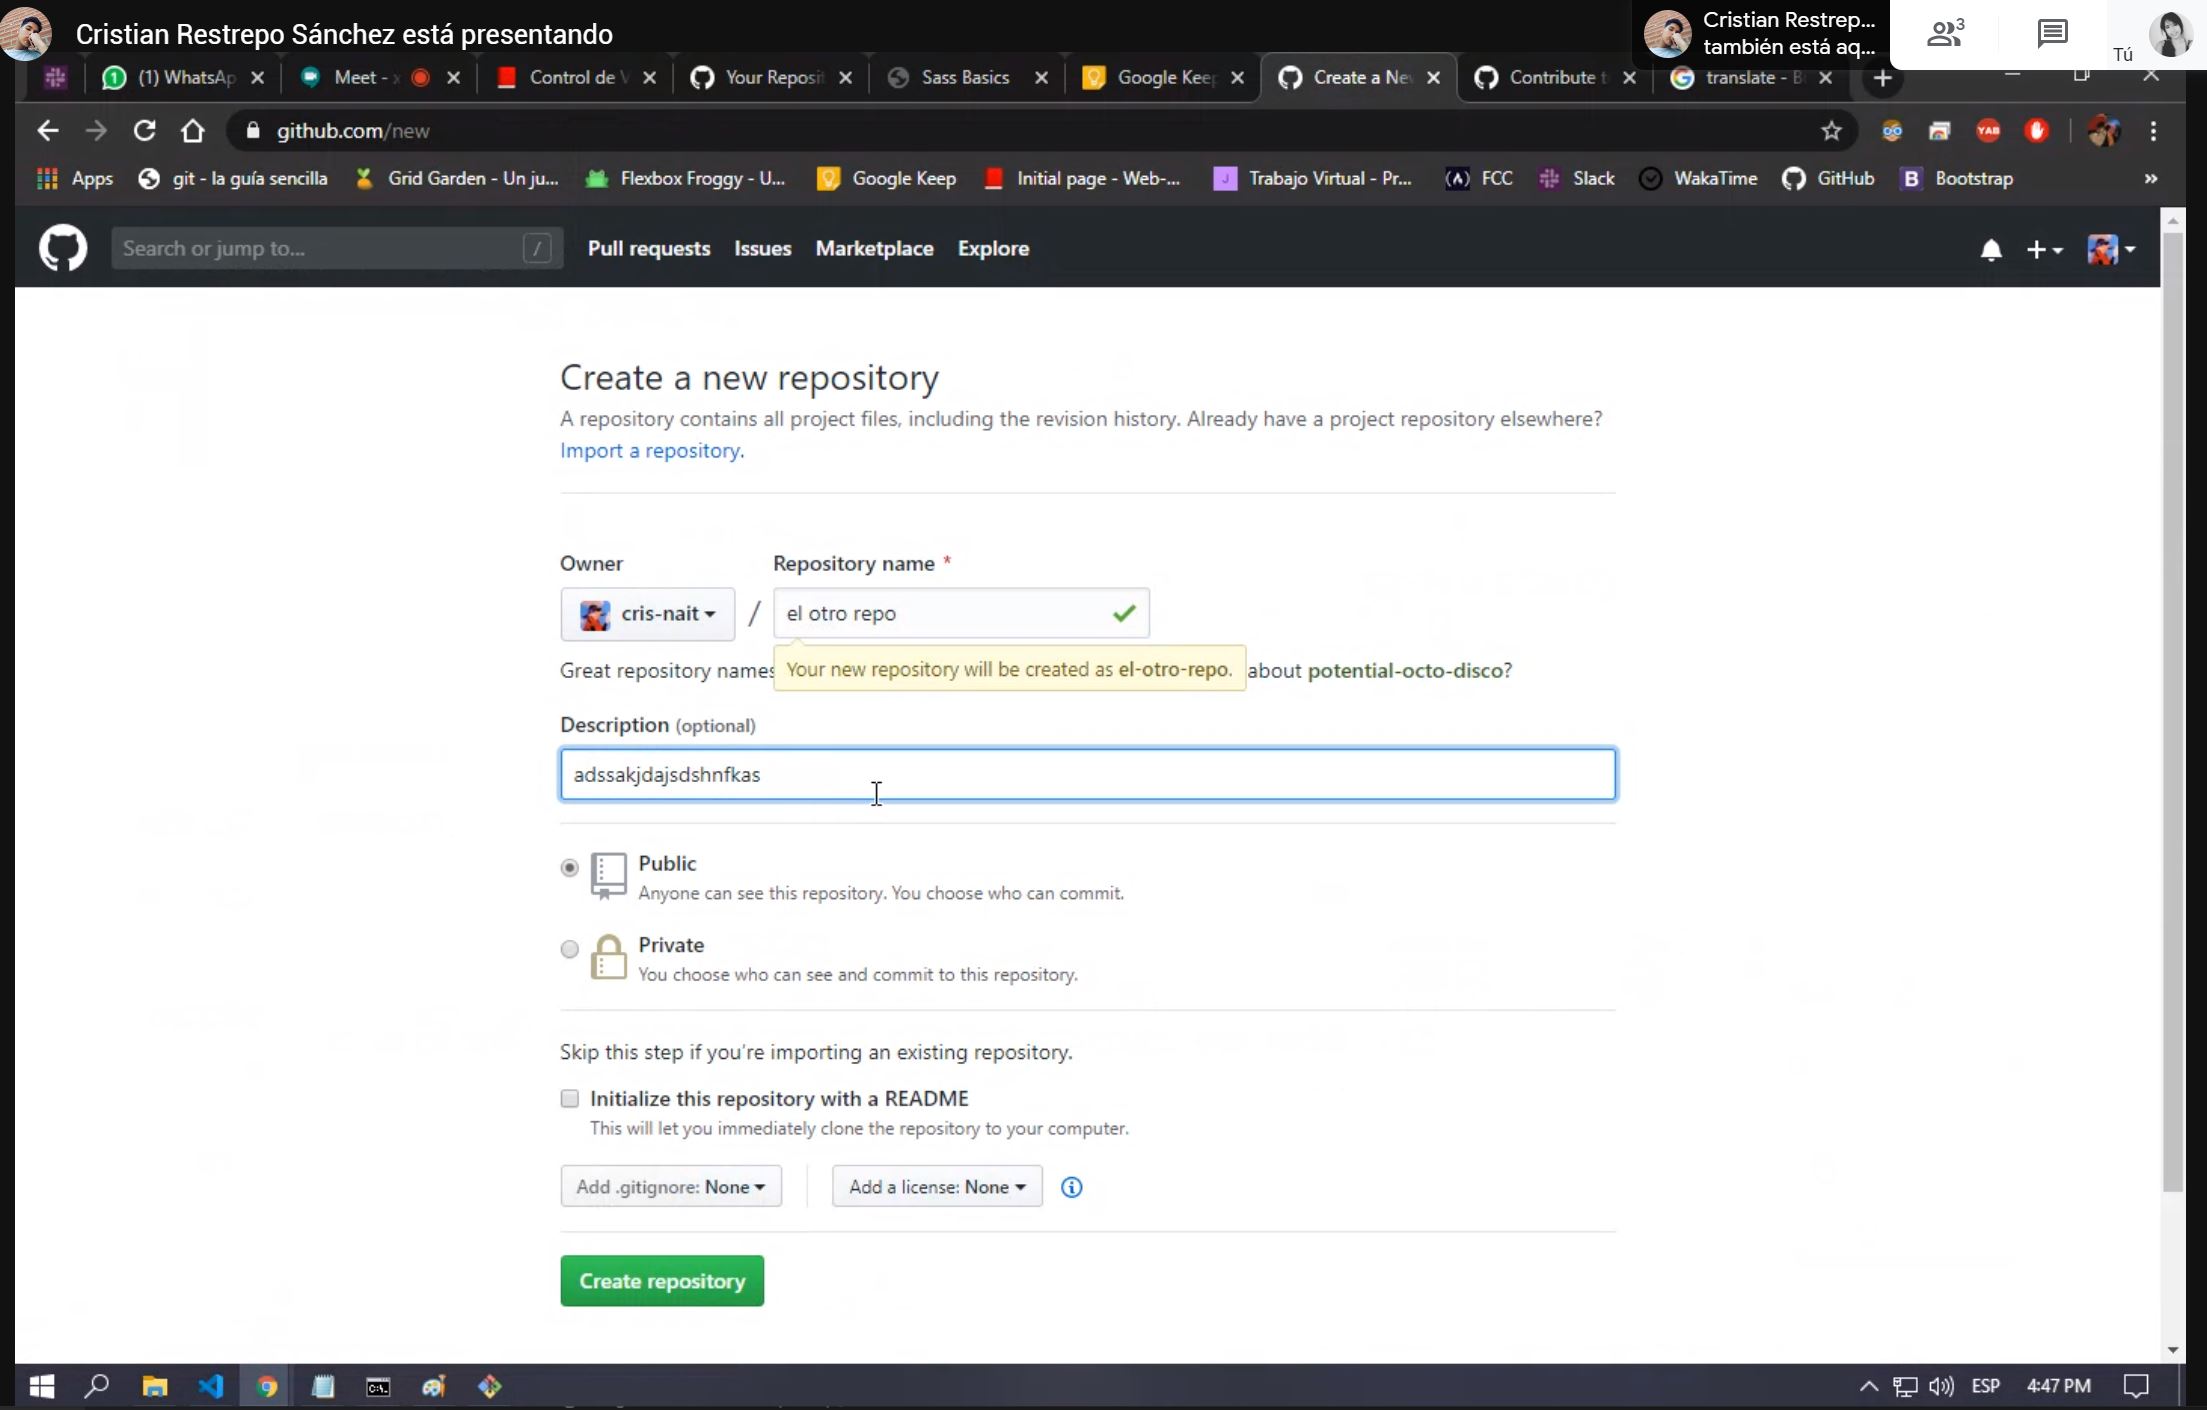 Cristian Restrepo Sánchez está presentando
Cristian Restrep...
también está aq...
3
Tú
(1) WhatsAp
Meet - x
Control de V
Your Reposit
Sass Basics
Google Keep
Create a Ne
Contribute t
translate - B
github.com/new
Apps
git - la guía sencilla
Grid Garden - Un ju...
Flexbox Froggy - U...
Google Keep
Initial page - Web-...
Trabajo Virtual - Pr...
FCC
Slack
WakaTime
GitHub
Bootstrap
»
Search or jump to...
/
Pull requests
Issues
Marketplace
Explore
Create a new repository
A repository contains all project files, including the revision history. Already have a project repository elsewhere?
Import a repository.
Owner
Repository name *
cris-nait
/
el otro repo
Great repository names
Your new repository will be created as el-otro-repo.
about potential-octo-disco?
Description (optional)
adssakjdajsdshnfkas
Public
Anyone can see this repository. You choose who can commit.
Private
You choose who can see and commit to this repository.
Skip this step if you're importing an existing repository.
Initialize this repository with a README
This will let you immediately clone the repository to your computer.
Add .gitignore: None
Add a license: None
Create repository
ESP
4:47 PM